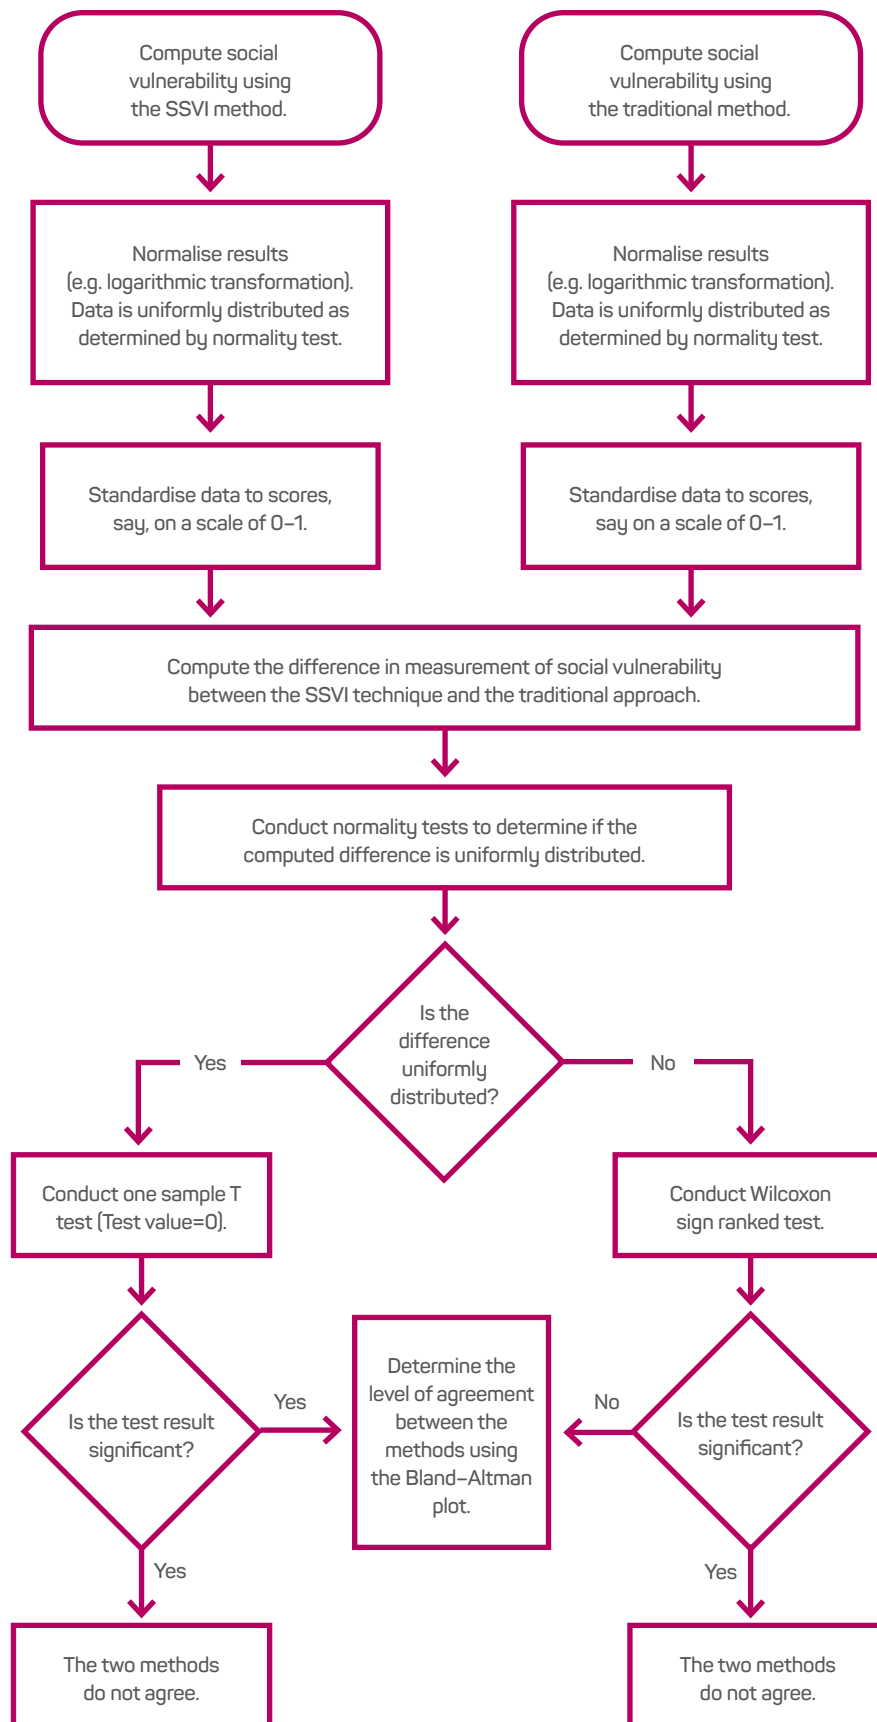 Compute social
vulnerability using
the SSVI method.
Compute social
vulnerability using
the traditional method.
Normalise results
(e.g. logarithmic transformation).
Data is uniformly distributed as
determined by normality test.
Normalise results
(e.g. logarithmic transformation).
Data is uniformly distributed as
determined by normality test.
Standardise data to scores,
say, on a scale of 0–1.
Standardise data to scores,
say on a scale of 0–1.
Compute the difference in measurement of social vulnerability
between the SSVI technique and the traditional approach.
Conduct normality tests to determine if the
computed difference is uniformly distributed.
Is the
difference
uniformly
distributed?
Yes
No
Conduct one sample T
test (Test value=0).
Conduct Wilcoxon
sign ranked test.
Is the test result
significant?
Yes
Determine the
level of agreement
between the
methods using
the Bland–Altman
plot.
No
Is the test result
significant?
Yes
Yes
The two methods
do not agree.
The two methods
do not agree.